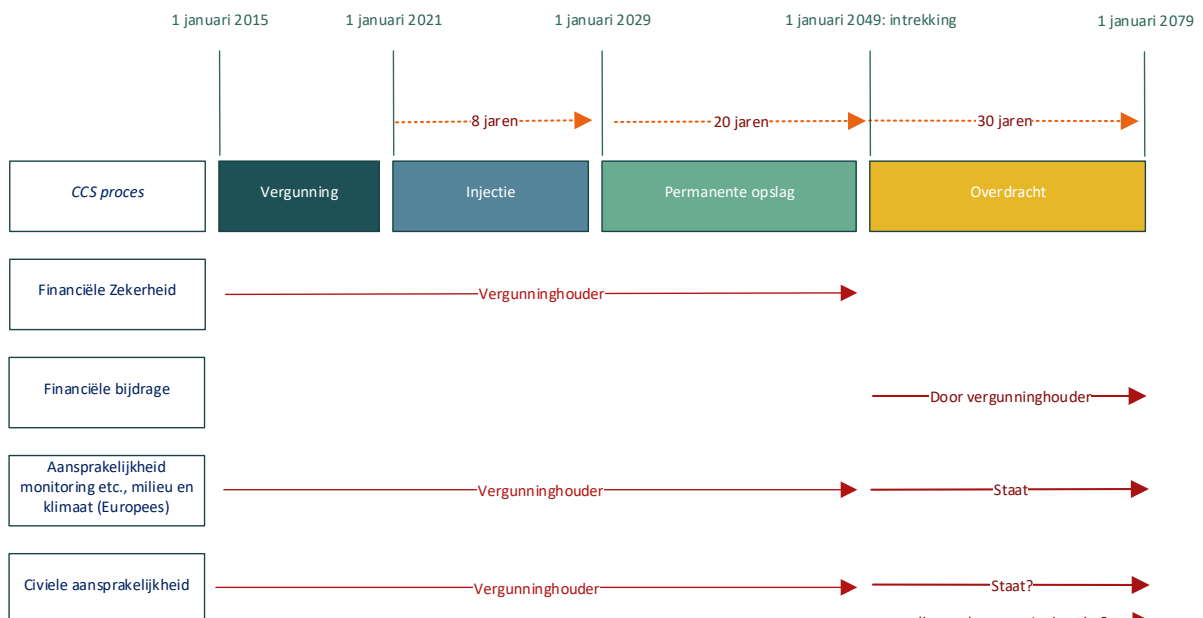 1 januari 2015
1 januari 2021
1 januari 2029
1 januari 2049: intrekking
1 januari 2079
8 jaren
20 jaren
30 jaren
CCS proces
Vergunning
Injectie
Permanente opslag
Overdracht
Financiële Zekerheid
Vergunninghouder
Financiële bijdrage
Door vergunninghouder
Aansprakelijkheid
monitoring etc., milieu en
klimaat (Europees)
Vergunninghouder
Staat
Civiele aansprakelijkheid
Vergunninghouder
Staat?